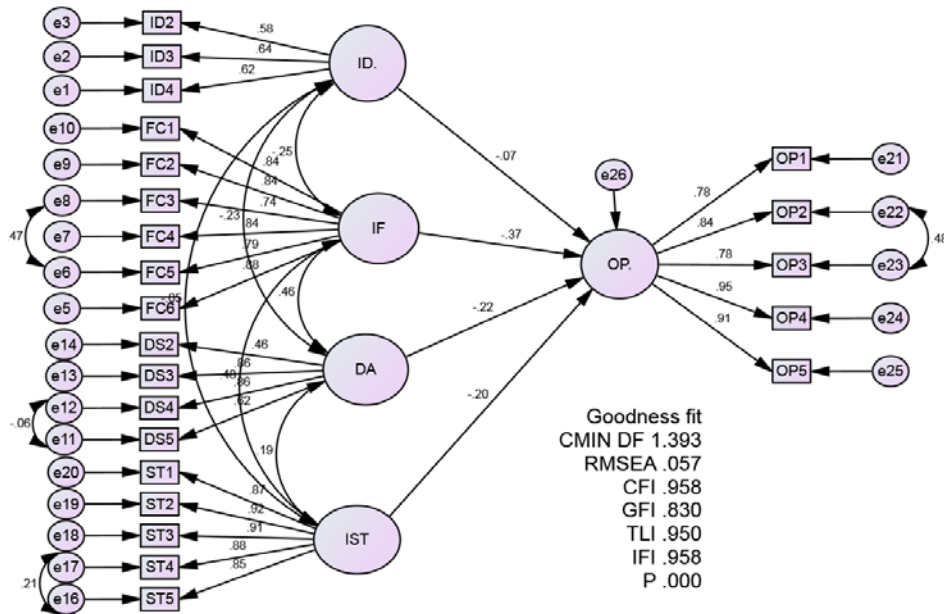 e3 ID2
e2 ID3
e1 ID4
e10 FC1
e9 FC2
e8 FC3
e7 FC4
e6 FC5
e5 FC6
e14 DS2
e13 DS3
e12 DS4
e11 DS5
e20 ST1
e19 ST2
e18 ST3
e17 ST4
e16 ST5
.47
-.06
.21
.58
.64
.62
.84
.84
.74
.84
.79
.46
.86
.86
.62
.87
.92
.91
.88
.85
-.25
-.23
-.05
.46
.19
ID.
IF
DA
IST
-.07
-.37
-.22
-.20
e26
OP.
.78
.84
.78
.95
.91
OP1 e21
OP2 e22
OP3 e23
OP4 e24
OP5 e25
.48
Goodness fit
CMIN DF 1.393
RMSEA .057
CFI .958
GFI .830
TLI .950
IFI .958
P .000